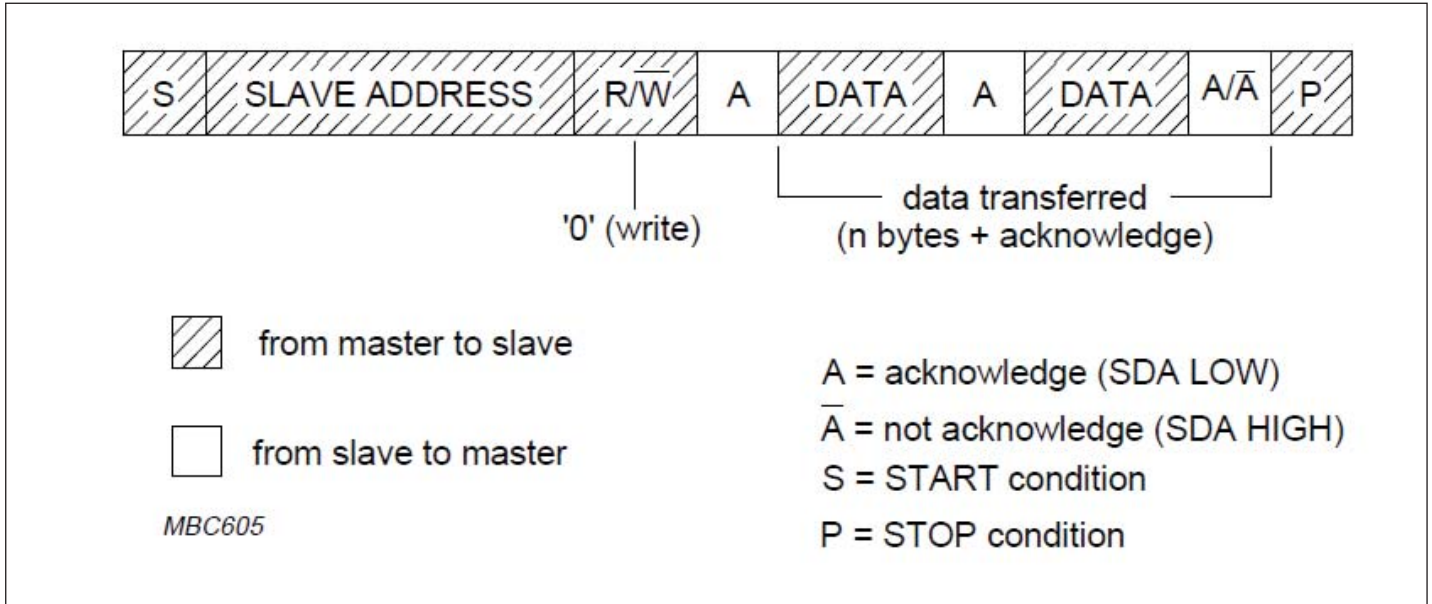 S SLAVE ADDRESS R/W̅ A DATA A DATA A/A̅ P
data transferred
'0' (write)
(n bytes + acknowledge)
from master to slave
from slave to master
MBC605
A = acknowledge (SDA LOW)
A̅ = not acknowledge (SDA HIGH)
S = START condition
P = STOP condition